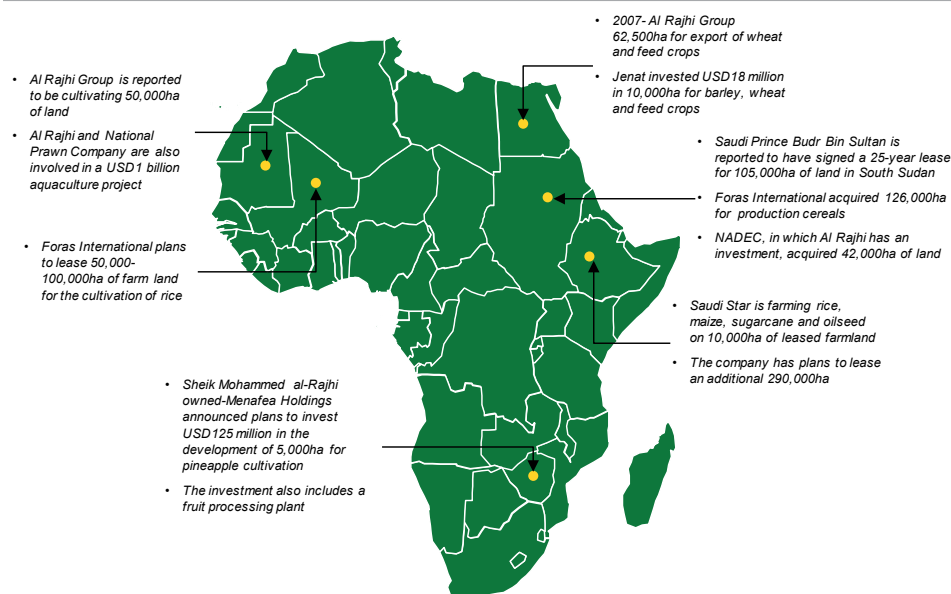 • 2007- Al Rajhi Group
62,500ha for export of wheat
and feed crops
• Jenat invested USD18 million
in 10,000ha for barley, wheat
and feed crops
• Al Rajhi Group is reported
to be cultivating 50,000ha
of land
• Al Rajhi and National
Prawn Company are also
involved in a USD1 billion
aquaculture project
• Saudi Prince Budr Bin Sultan is
reported to have signed a 25-year lease
for 105,000ha of land in South Sudan
• Foras International acquired 126,000ha
for production cereals
• NADEC, in which Al Rajhi has an
investment, acquired 42,000ha of land
• Foras International plans
to lease 50,000-
100,000ha of farm land
for the cultivation of rice
• Saudi Star is farming rice,
maize, sugarcane and oilseed
on 10,000ha of leased farmland
• The company has plans to lease
an additional 290,000ha
• Sheik Mohammed al-Rajhi
owned-Menafea Holdings
announced plans to invest
USD125 million in the
development of 5,000ha for
pineapple cultivation
• The investment also includes a
fruit processing plant